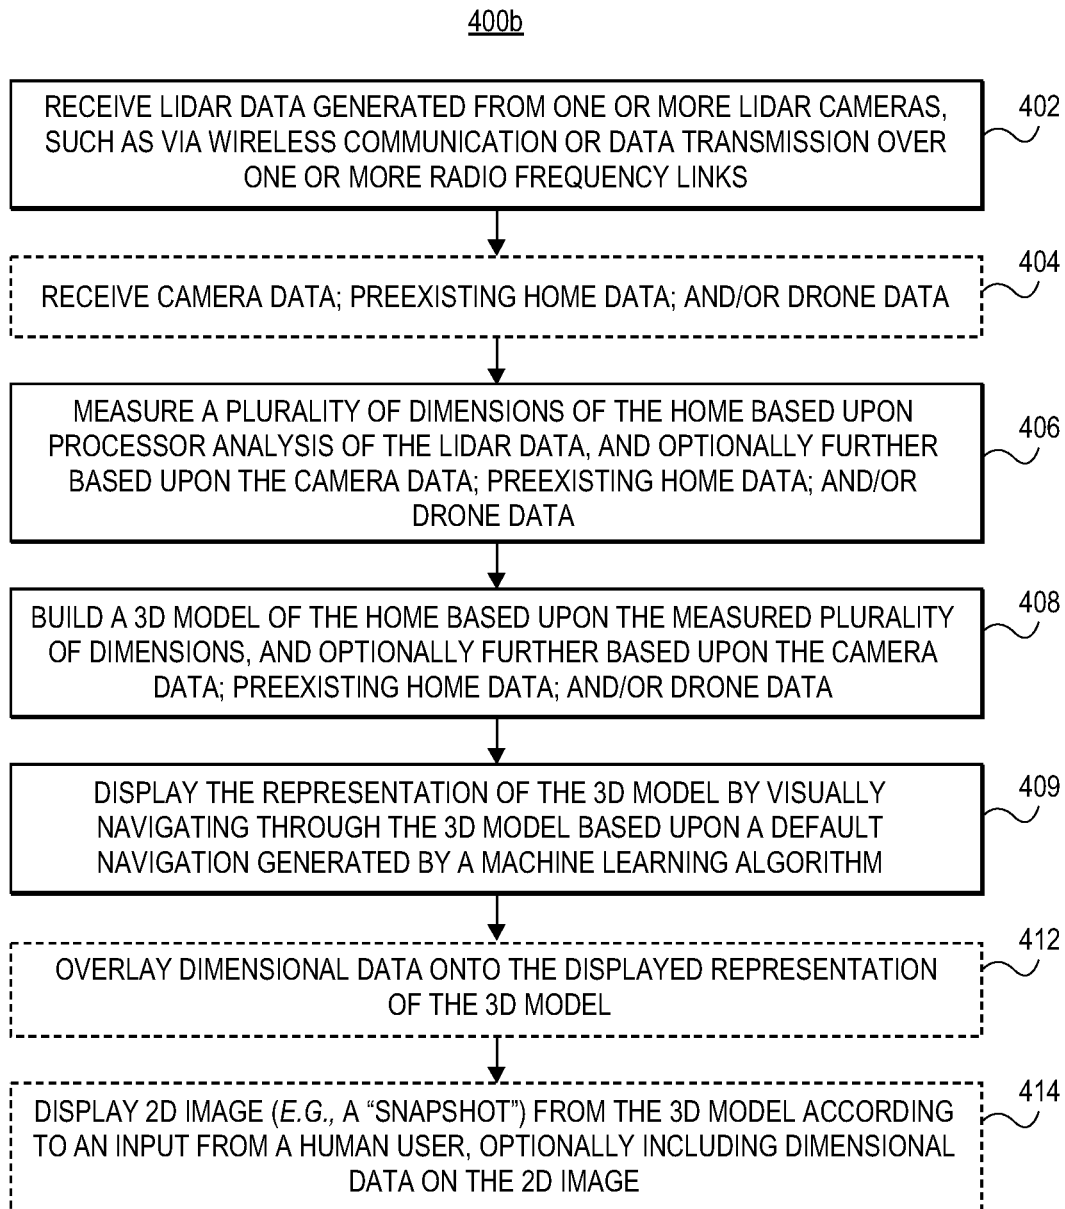 400b
RECEIVE LIDAR DATA GENERATED FROM ONE OR MORE LIDAR CAMERAS,
SUCH AS VIA WIRELESS COMMUNICATION OR DATA TRANSMISSION OVER
ONE OR MORE RADIO FREQUENCY LINKS
402
RECEIVE CAMERA DATA; PREEXISTING HOME DATA; AND/OR DRONE DATA
404
MEASURE A PLURALITY OF DIMENSIONS OF THE HOME BASED UPON
PROCESSOR ANALYSIS OF THE LIDAR DATA, AND OPTIONALLY FURTHER
BASED UPON THE CAMERA DATA; PREEXISTING HOME DATA; AND/OR
DRONE DATA
406
BUILD A 3D MODEL OF THE HOME BASED UPON THE MEASURED PLURALITY
OF DIMENSIONS, AND OPTIONALLY FURTHER BASED UPON THE CAMERA
DATA; PREEXISTING HOME DATA; AND/OR DRONE DATA
408
DISPLAY THE REPRESENTATION OF THE 3D MODEL BY VISUALLY
NAVIGATING THROUGH THE 3D MODEL BASED UPON A DEFAULT
NAVIGATION GENERATED BY A MACHINE LEARNING ALGORITHM
409
OVERLAY DIMENSIONAL DATA ONTO THE DISPLAYED REPRESENTATION
OF THE 3D MODEL
412
DISPLAY 2D IMAGE (E.G., A “SNAPSHOT”) FROM THE 3D MODEL ACCORDING
TO AN INPUT FROM A HUMAN USER, OPTIONALLY INCLUDING DIMENSIONAL
DATA ON THE 2D IMAGE
414